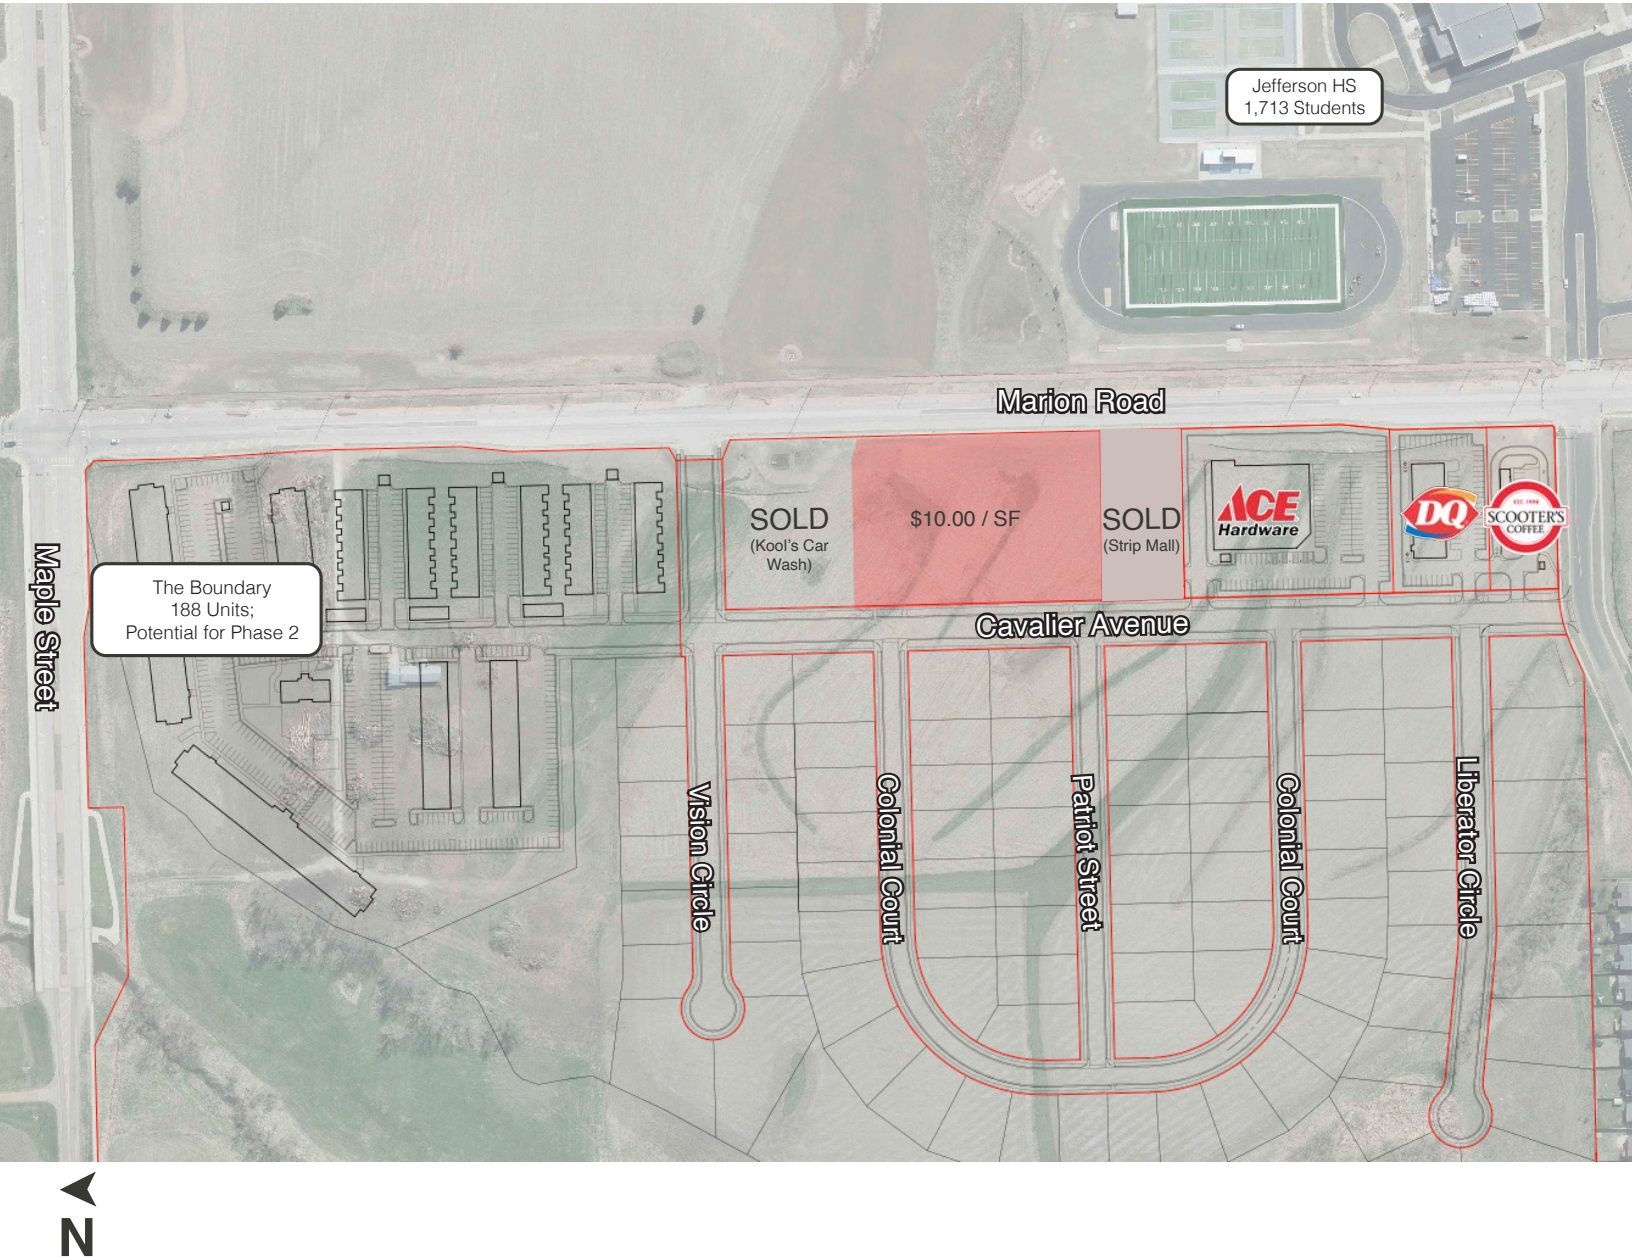 Jefferson HS
1,713 Students
Marion Road
SOLD
(Kool's Car
Wash)
$10.00 / SF
SOLD
(Strip Mall)
ACE
Hardware
DQ
EST. 1998
SCOOTER'S
COFFEE
Maple Street
The Boundary
188 Units;
Potential for Phase 2
Cavalier Avenue
Vision Circle
Colonial Court
Patriot Street
Colonial Court
Liberator Circle
N